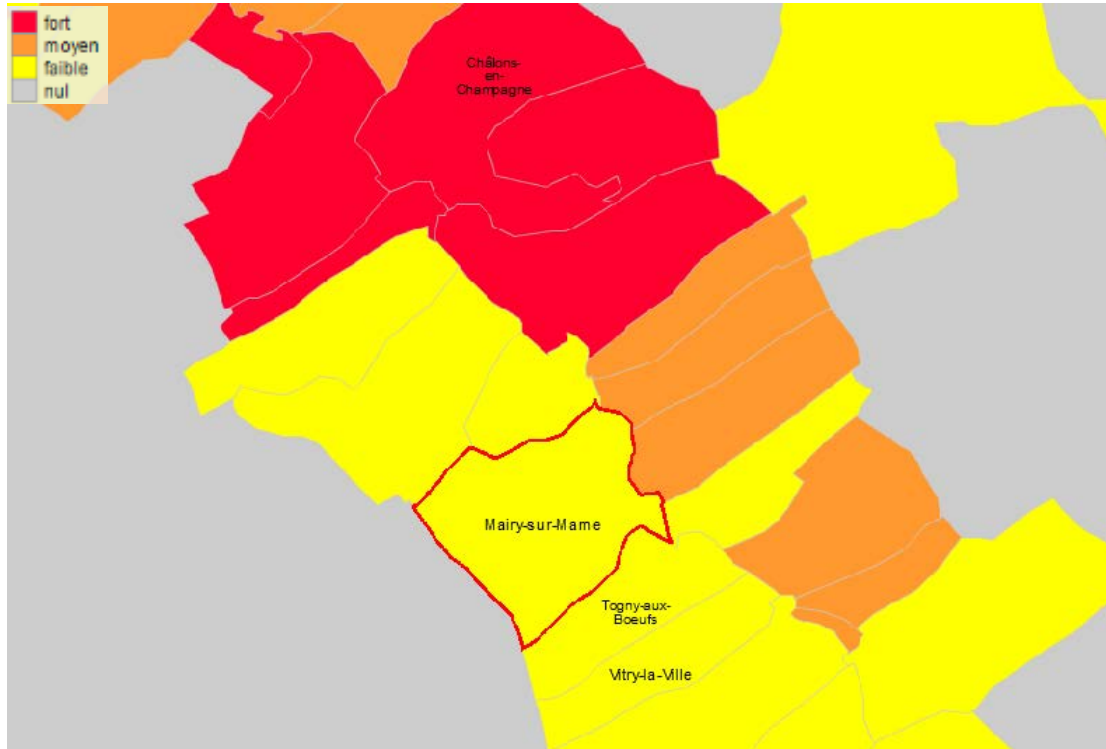 fort
moyen
faible
nul
Châlons-
en-
Champagne
Mairy-sur-Marne
Togny-aux-
Boeufs
Vitry-la-Ville